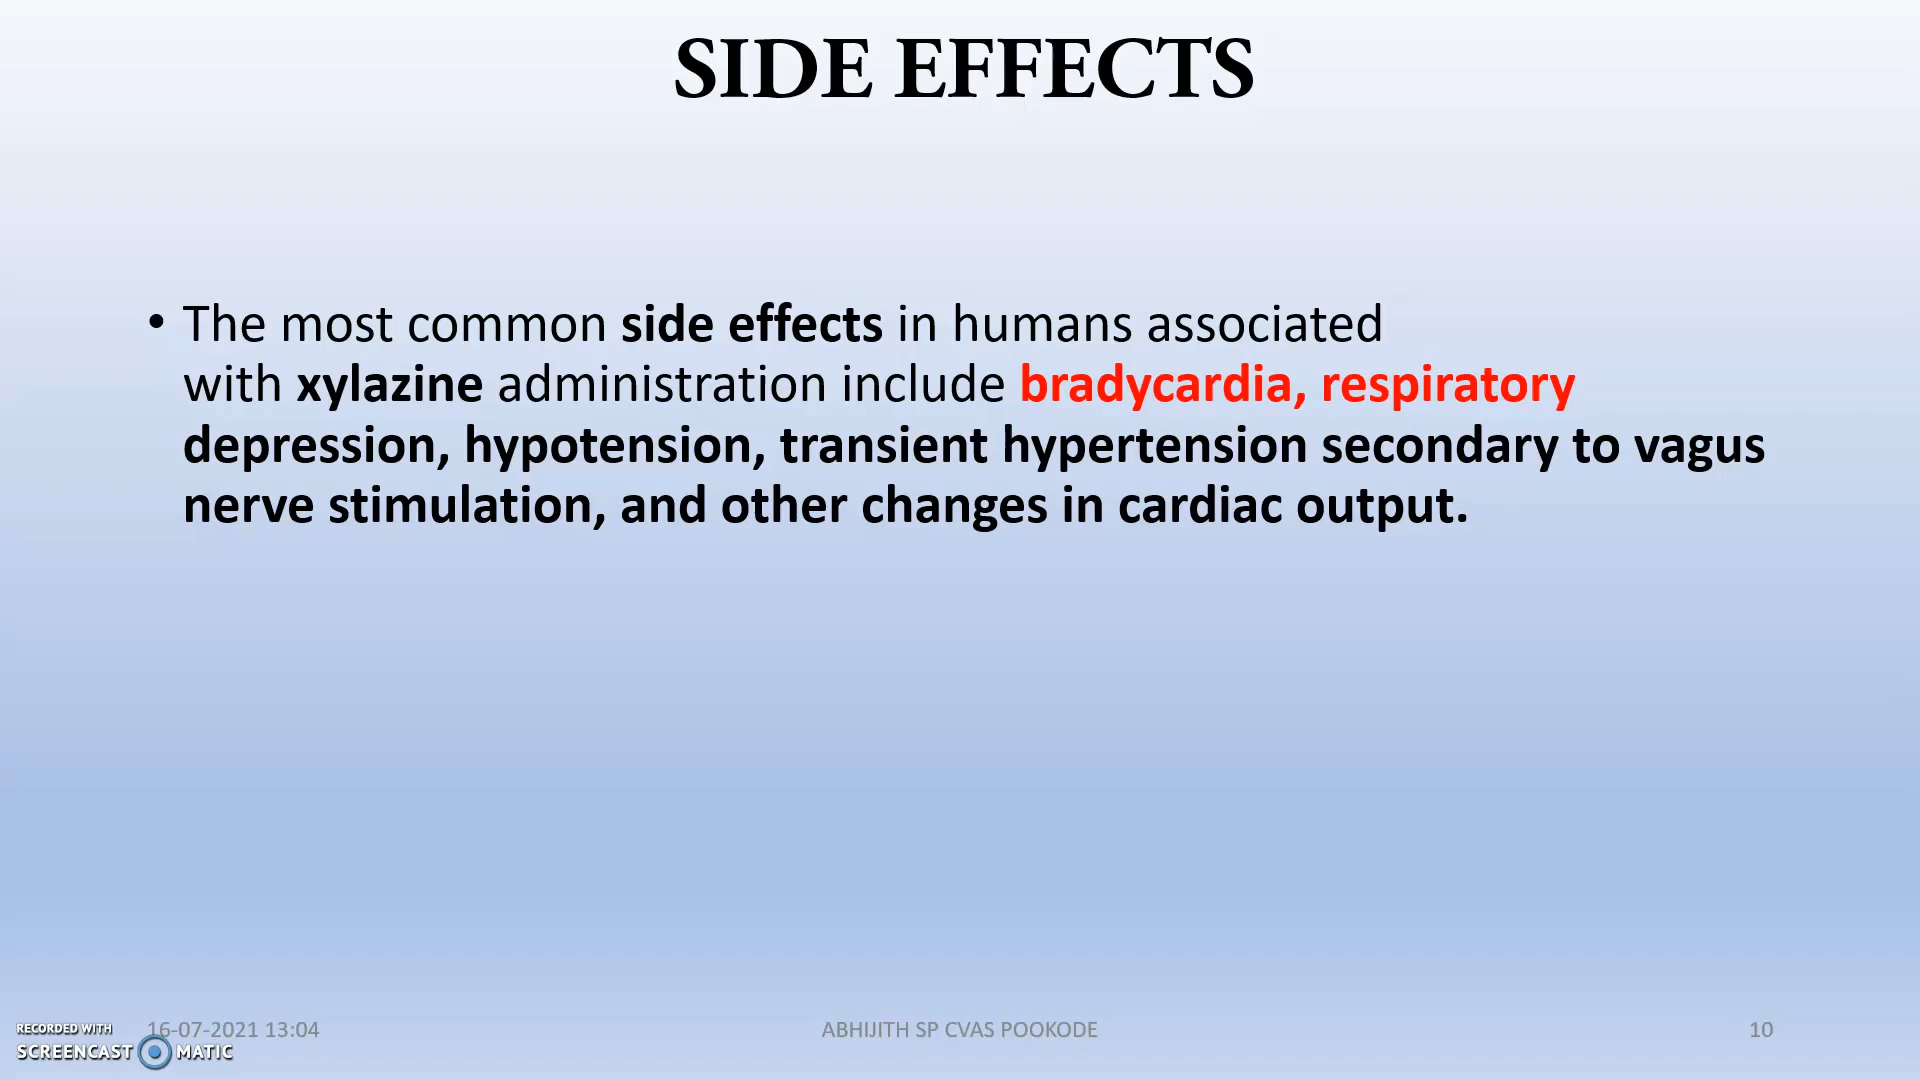 SIDE EFFECTS
• The most common side effects in humans associated
with xylazine administration include bradycardia, respiratory
depression, hypotension, transient hypertension secondary to vagus
nerve stimulation, and other changes in cardiac output.
16-07-2021 13:04
ABHIJITH SP CVAS POOKODE
10
RECORDED WITH
SCREENCAST MATIC